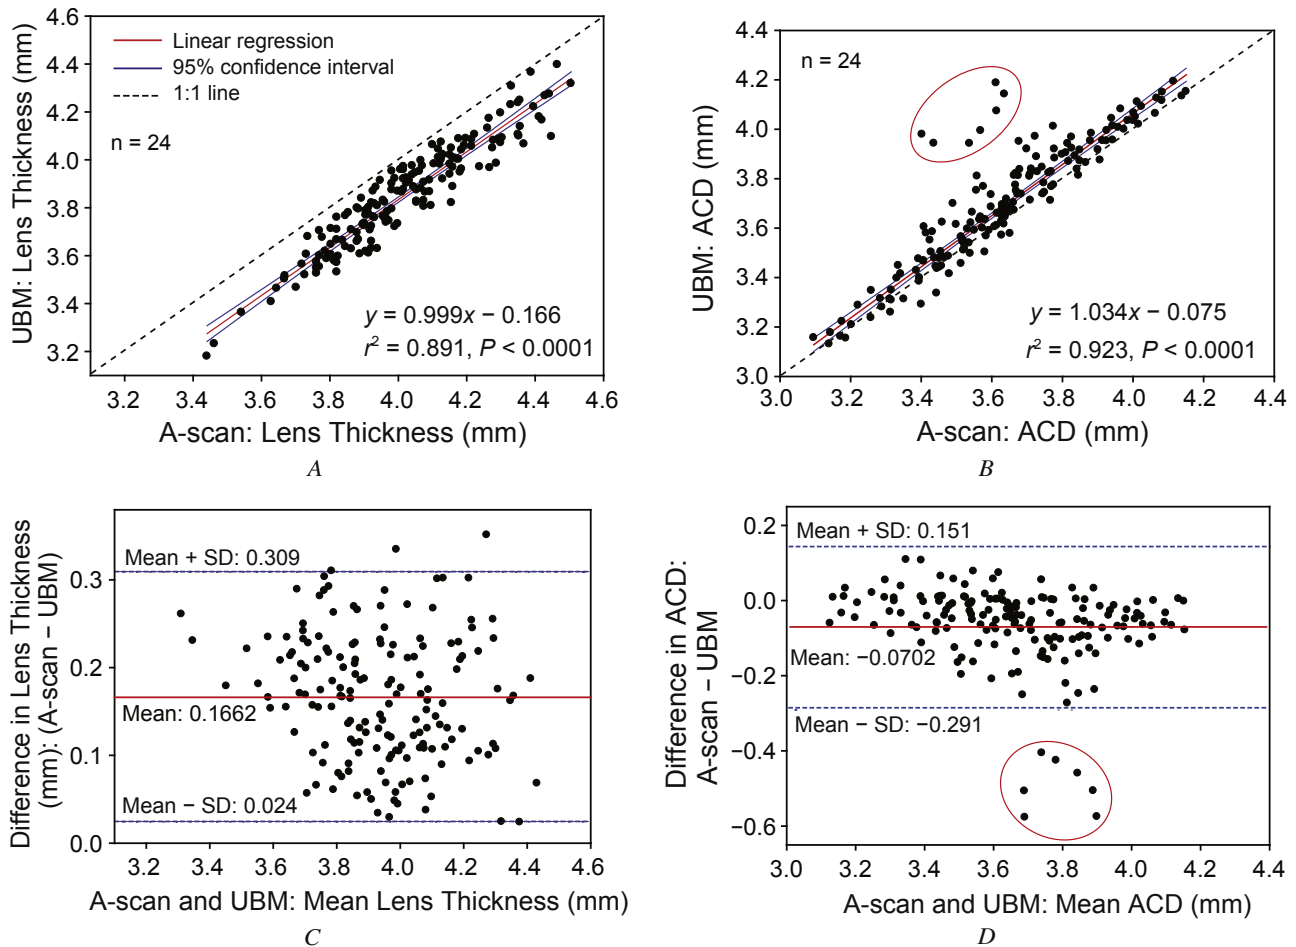 4.6
4.4
4.2
4.0
3.8
3.6
3.4
3.2
UBM: Lens Thickness (mm)
Linear regression
95% confidence interval
1:1 line
n = 24
y = 0.999x − 0.166
r² = 0.891, P < 0.0001
3.2 3.4 3.6 3.8 4.0 4.2 4.4 4.6
A-scan: Lens Thickness (mm)
A
4.4
4.2
4.0
3.8
3.6
3.4
3.2
3.0
UBM: ACD (mm)
n = 24
y = 1.034x − 0.075
r² = 0.923, P < 0.0001
3.0 3.2 3.4 3.6 3.8 4.0 4.2 4.4
A-scan: ACD (mm)
B
0.3
0.2
0.1
0.0
Difference in Lens Thickness
(mm): (A-scan − UBM)
Mean + SD: 0.309
Mean: 0.1662
Mean − SD: 0.024
3.2 3.4 3.6 3.8 4.0 4.2 4.4 4.6
A-scan and UBM: Mean Lens Thickness (mm)
C
0.2
0.0
−0.2
−0.4
−0.6
Difference in ACD:
A-scan − UBM
Mean + SD: 0.151
Mean: −0.0702
Mean − SD: −0.291
3.0 3.2 3.4 3.6 3.8 4.0 4.2 4.4
A-scan and UBM: Mean ACD (mm)
D